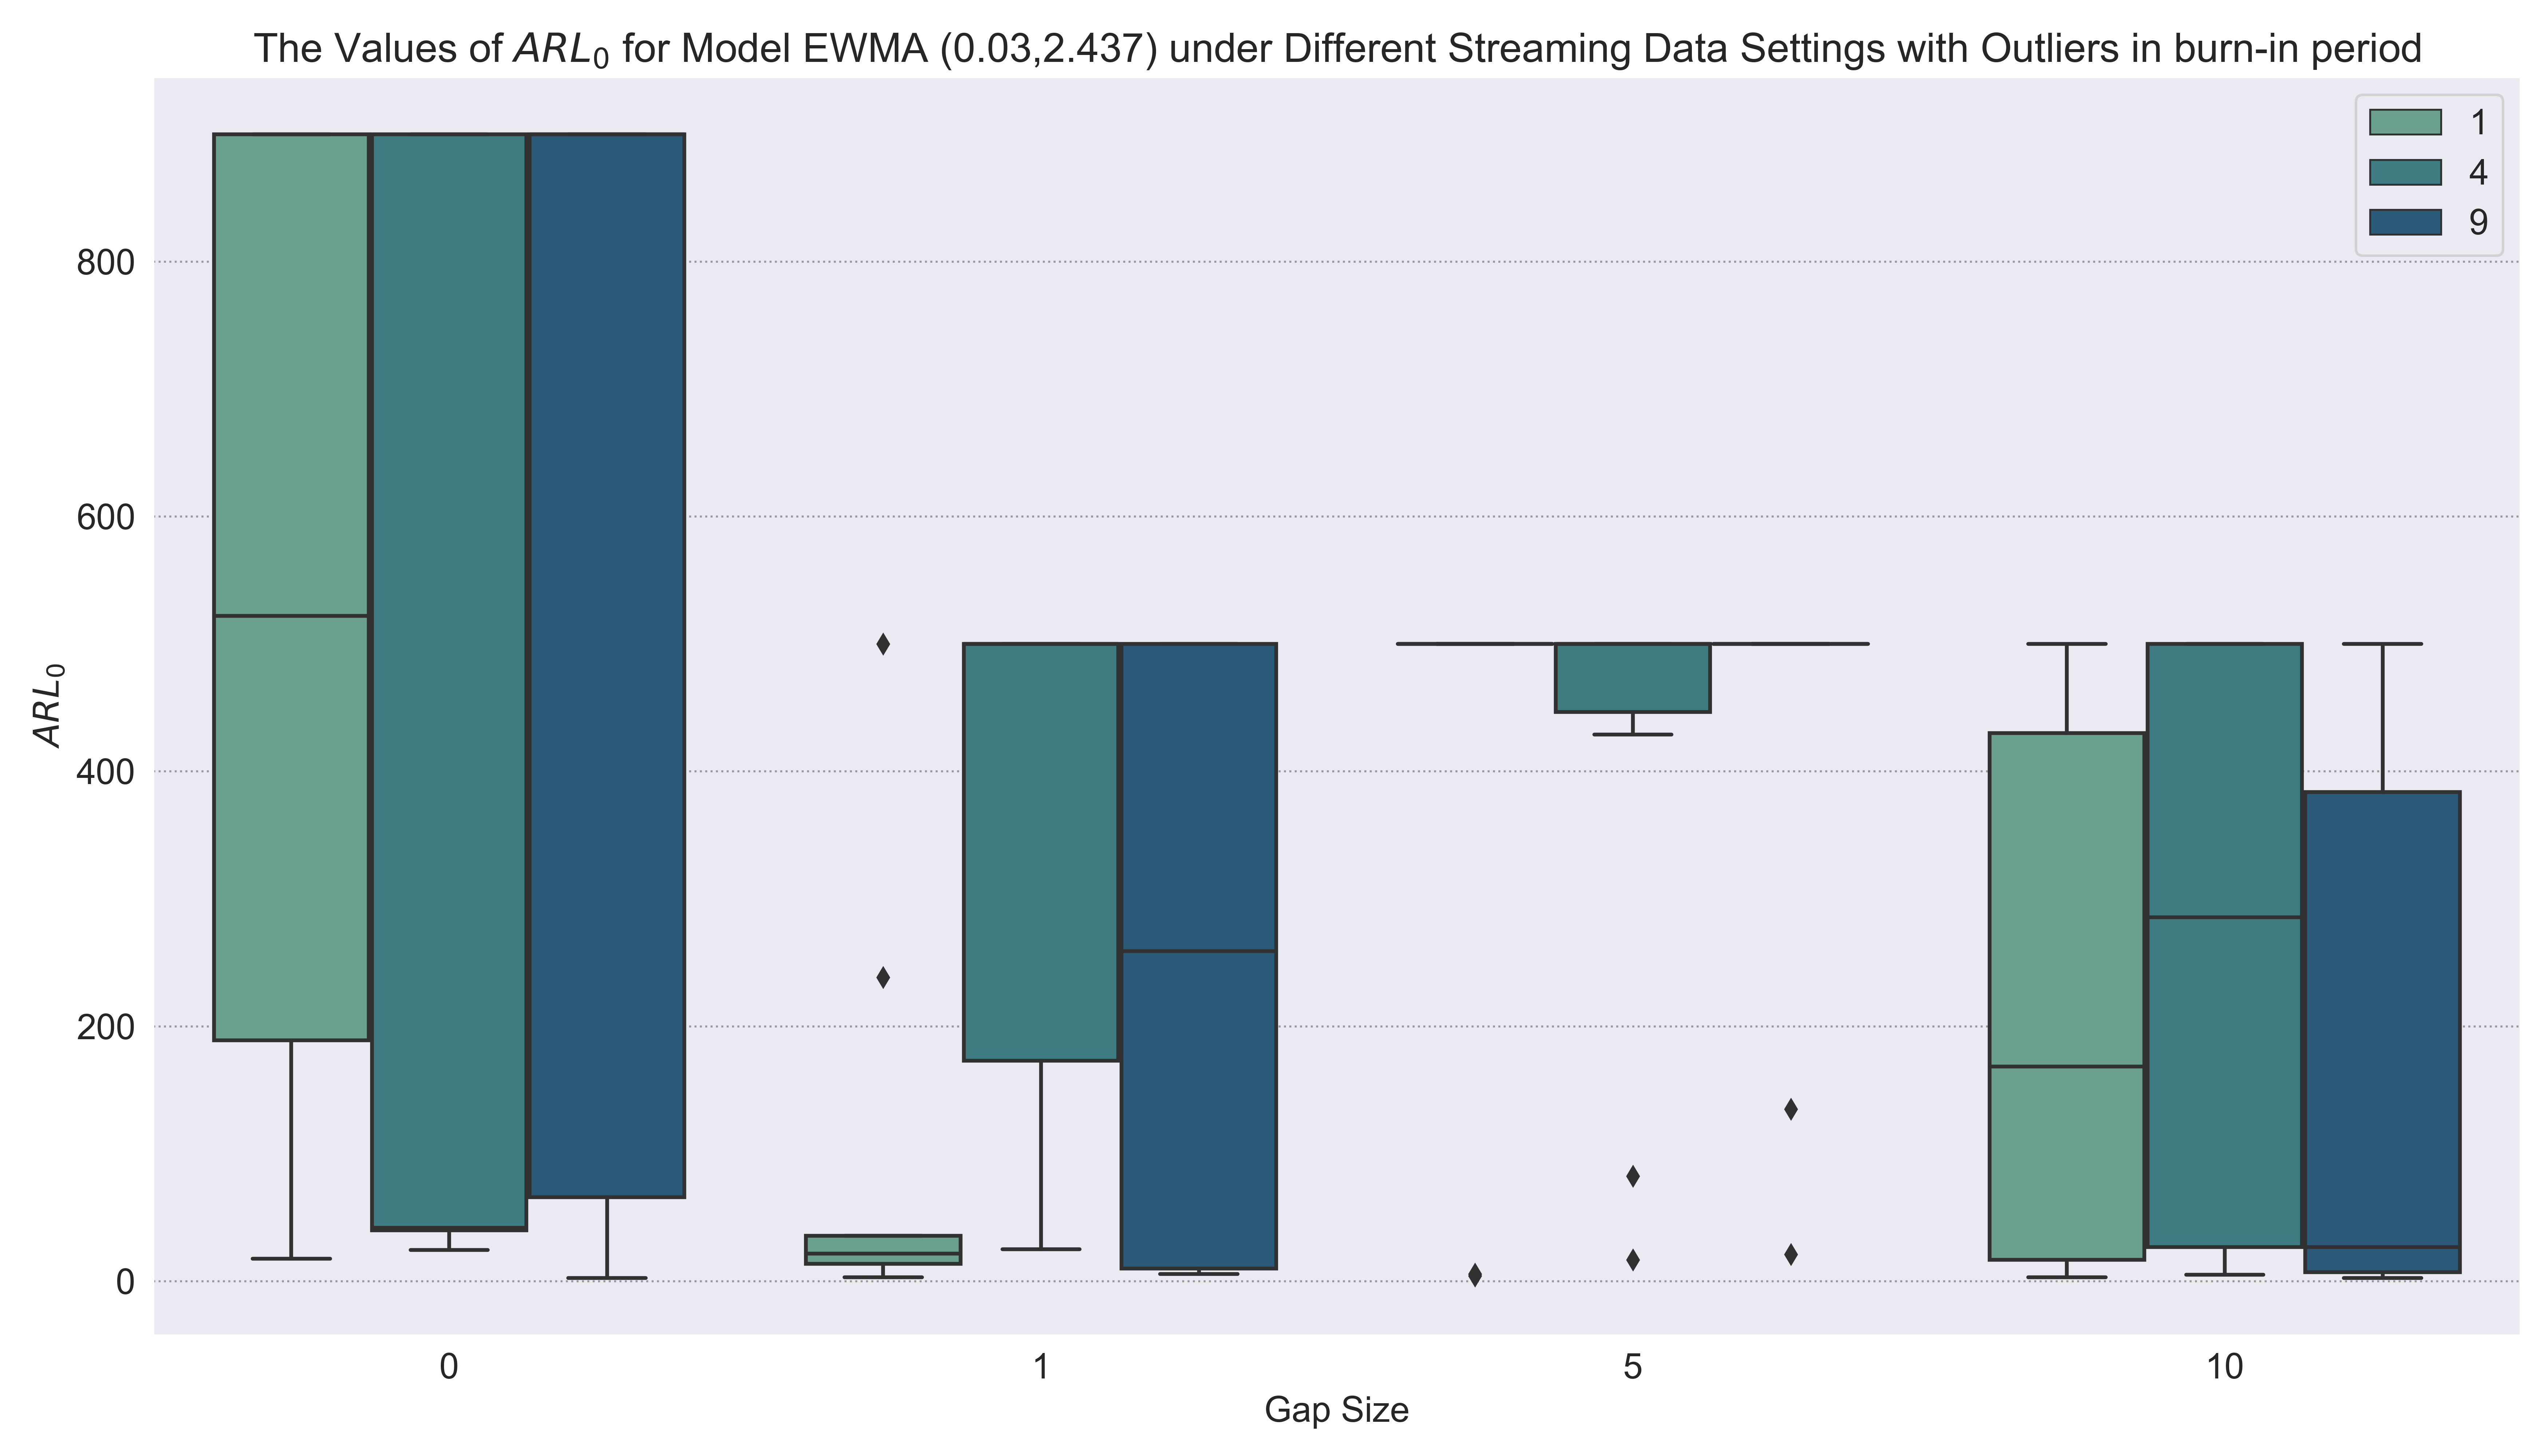 The Values of ARL₀ for Model EWMA (0.03,2.437) under Different Streaming Data Settings with Outliers in burn-in period
1
4
9
800
600
400
200
0
ARL₀
0 1 5 10
Gap Size